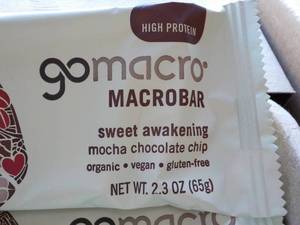 HIGH PROTEIN
gomacro
MACROBAR
sweet awakening
mocha chocolate chip
organic • vegan • gluten-free
NET WT. 2.3 OZ (65g)
gomacro